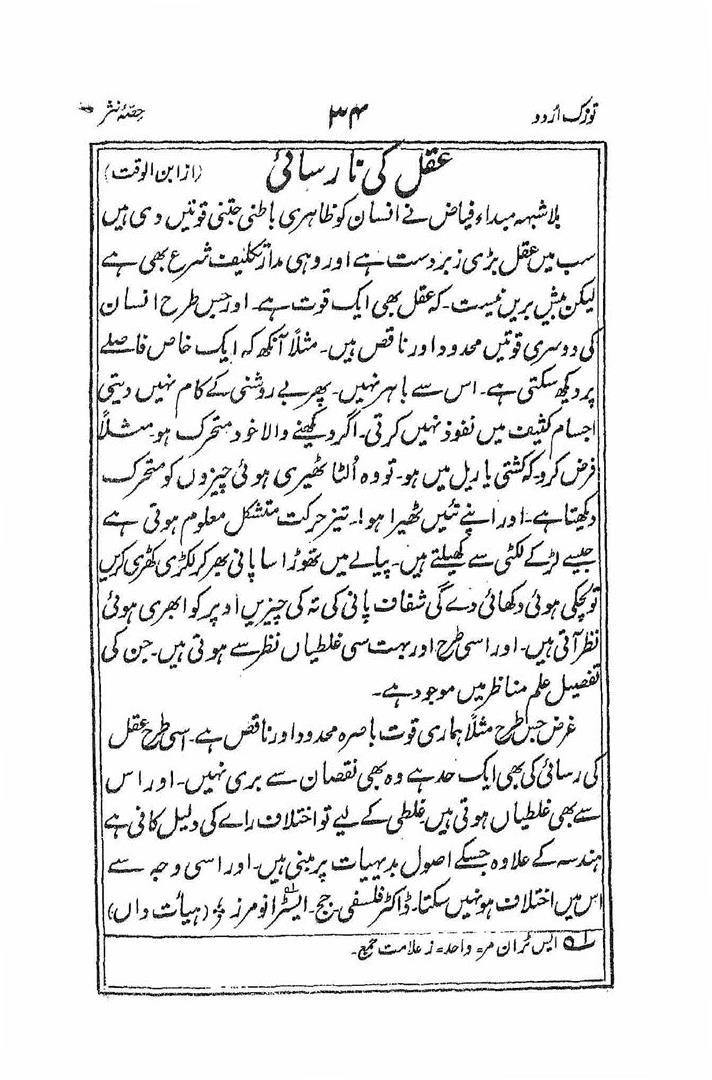 توزک اُردو
۳۴
حصّۂ نثر
عقل کی نارسائی
(از ابن الوقت)
بلا شبہہ مبداء فیاض نے انسان کو ظاہری باطنی جتنی قوتیں دی ہیں
سب میں عقل بڑی زبردست ہے اور وہی مدار تکلیف شرع بھی ہے
لیکن بیش بریں نیست۔ کہ عقل بھی ایک قوت ہے۔ اور جس طرح انسان
کی دوسری قوتیں محدود اور ناقص ہیں۔ مثلاً آنکھ کہ ایک خاص فاصلے
پر دیکھ سکتی ہے۔ اس سے باہر نہیں۔ پھر بے روشنی کے کام نہیں دیتی
اجسام کثیف میں نفوذ نہیں کرتی۔ اگر دیکھنے والا خود متحرک ہو۔ مثلاً
فرض کرو کہ کشتی یا ریل میں ہو۔ تو وہ اُلٹا ٹھیری ہوئی چیزوں کو متحرک
دیکھتا ہے۔ اور اپنے تئیں ٹھیرا ہوا۔ تیز حرکت متشکل معلوم ہوتی ہے
جیسے لڑکے لکٹی سے کھیلتے ہیں۔ پیالے میں تھوڑا سا پانی بھر کر لکڑی کھڑی کریں
تو لچکی ہوئی دکھائی دے گی شفاف پانی کی تہ کی چیزیں اوپر کو ابھری ہوئی
نظر آتی ہیں۔ اور اسی طرح اور بہت سی غلطیاں نظر سے ہوتی ہیں۔ جن کی
تفصیل علم مناظر میں موجود ہے۔
غرض جس طرح مثلاً ہماری قوت باصرہ محدود اور ناقص ہے۔ اسی طرح عقل
کی رسائی کی بھی ایک حد ہے وہ بھی نقصان سے بری نہیں۔ اور اس
سے بھی غلطیاں ہوتی ہیں غلطی کے لیے تو اختلاف راے کی دلیل کافی ہے
ہندسہ کے علاوہ جسکے اصول بدیہیات پر مبنی ہیں۔ اور اسی وجہ سے
اس میں اختلاف ہو نہیں سکتا۔ ڈاکٹر فلسفی۔ جج۔ ایسٹرانومرز (ہیأت داں)
لہ ایس ٹران مر= واحد= ز علامت جمع۔